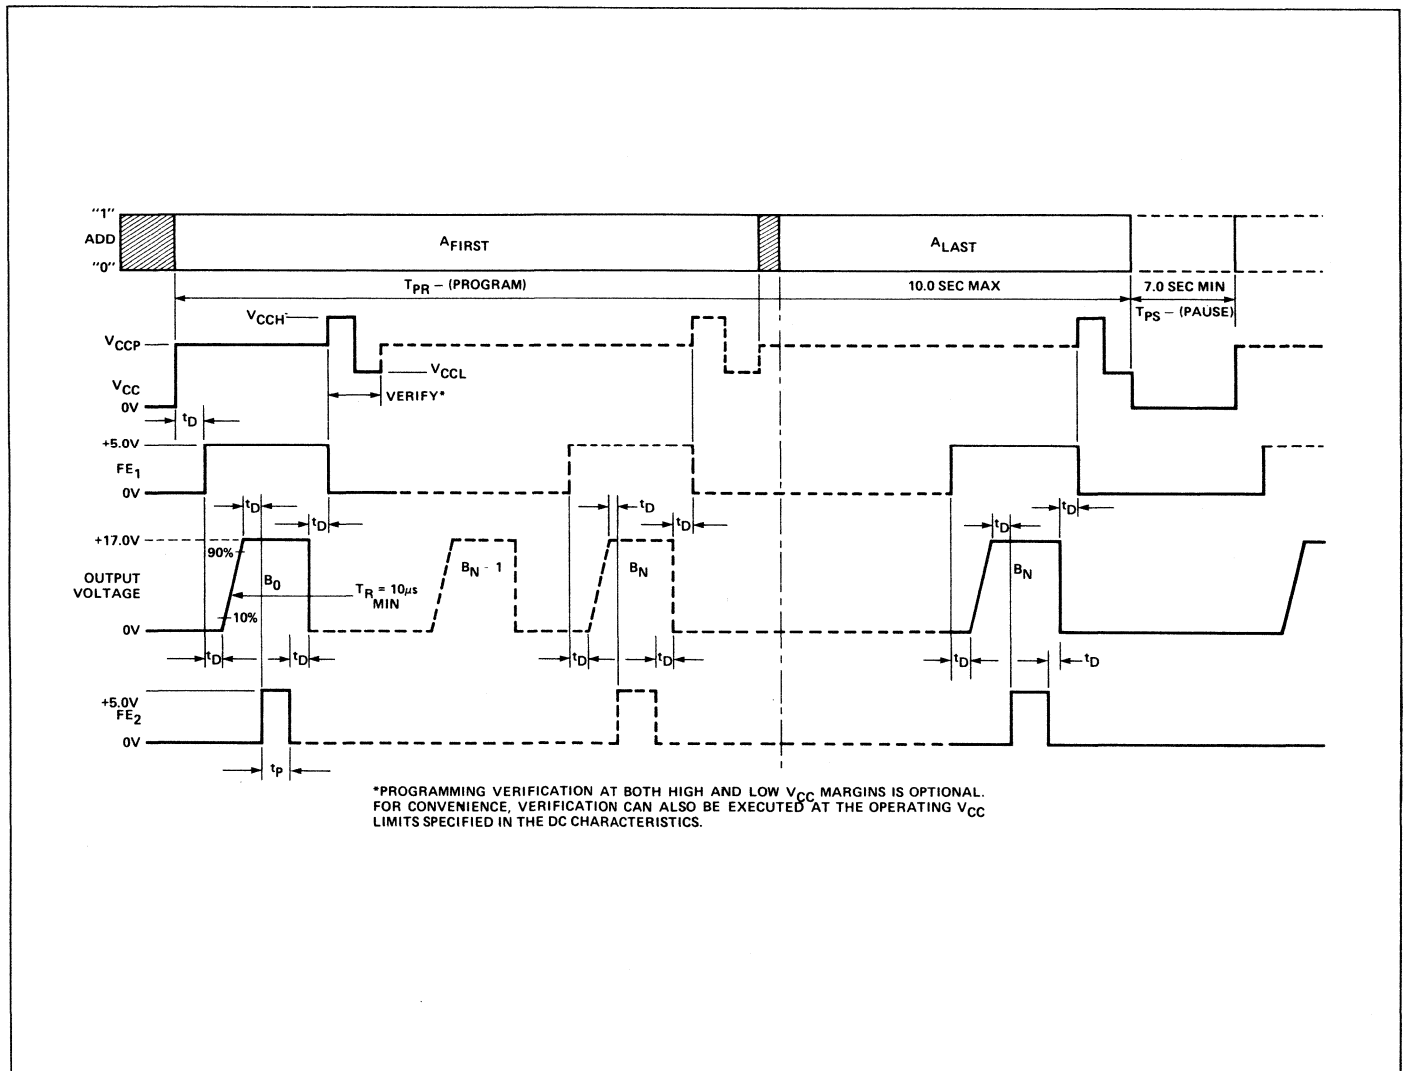 "1"
ADD
"0"
A FIRST
A LAST
T PR – (PROGRAM)
10.0 SEC MAX
7.0 SEC MIN
T PS – (PAUSE)
V CCH
V CCP
V CCL
V CC
0V
VERIFY*
t D
+5.0V
FE 1
0V
t D
t D
t D
t D
t D
t D
+17.0V
90%
OUTPUT
VOLTAGE
B 0
T R = 10µs
MIN
B N - 1
B N
B N
10%
0V
t D
t D
t D
t D
t D
t D
+5.0V
FE 2
0V
t P
*PROGRAMMING VERIFICATION AT BOTH HIGH AND LOW V CC MARGINS IS OPTIONAL.
FOR CONVENIENCE, VERIFICATION CAN ALSO BE EXECUTED AT THE OPERATING V CC
LIMITS SPECIFIED IN THE DC CHARACTERISTICS.